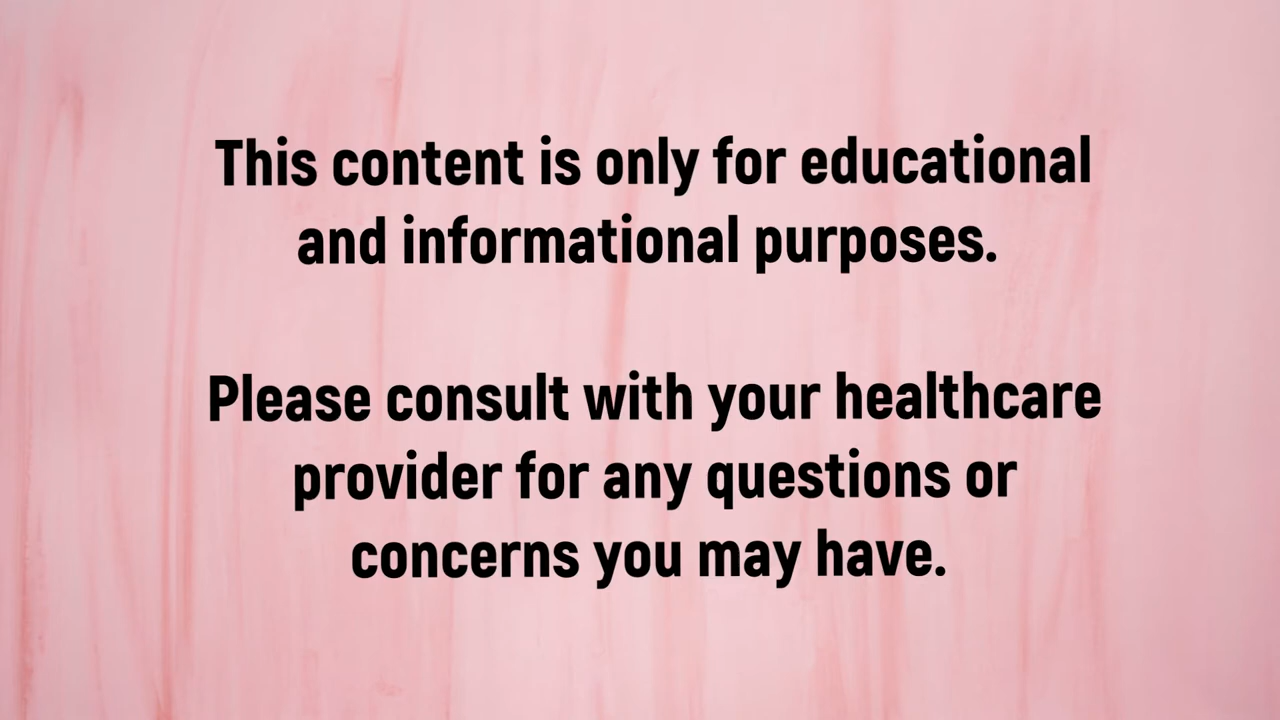 This content is only for educational
and informational purposes.
Please consult with your healthcare
provider for any questions or
concerns you may have.